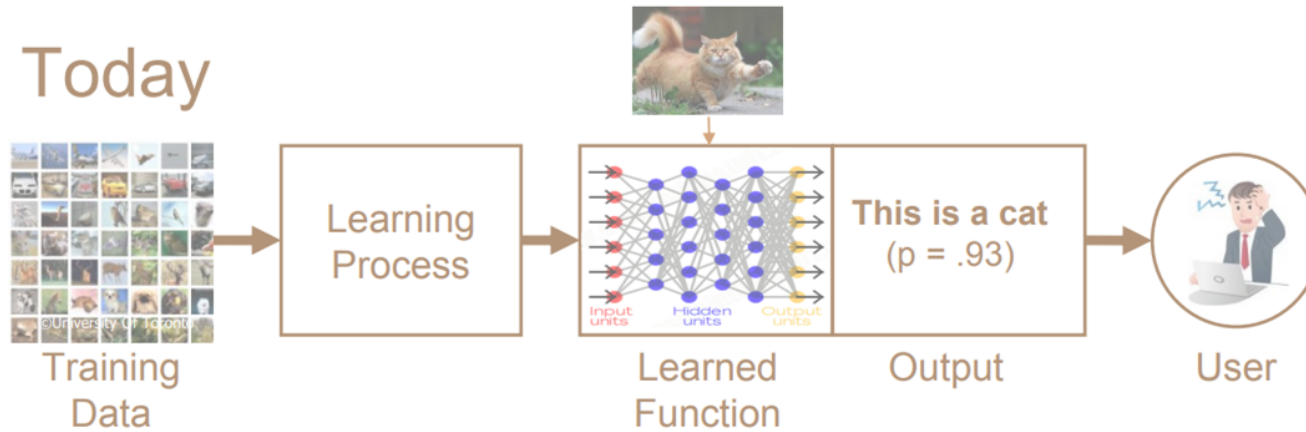 Today
Learning
Process
This is a cat
(p = .93)
©University Of Toronto
Input
units
Hidden
units
Output
units
Training
Data
Learned
Function
Output
User